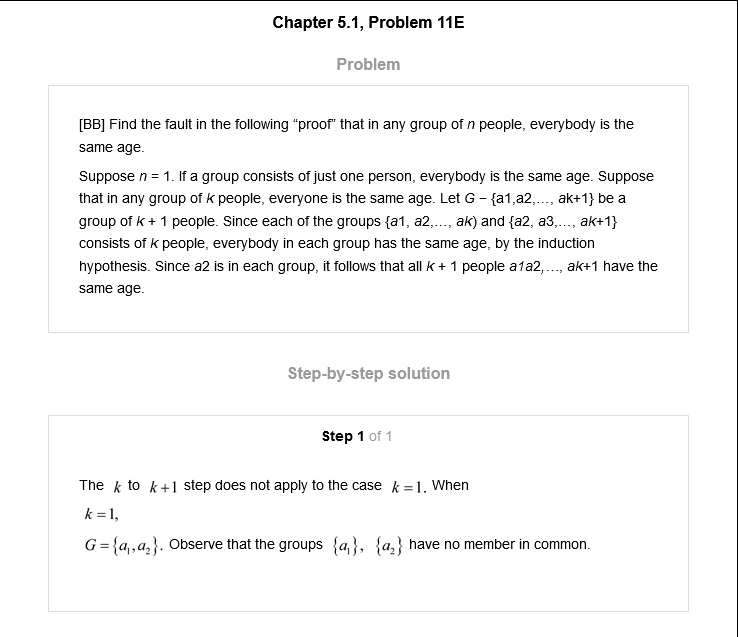 Chapter 5.1, Problem 11E
Problem
[BB] Find the fault in the following “proof” that in any group of n people, everybody is the
same age.
Suppose n = 1. If a group consists of just one person, everybody is the same age. Suppose
that in any group of k people, everyone is the same age. Let G − {a1,a2,…, ak+1} be a
group of k + 1 people. Since each of the groups {a1, a2,…, ak) and {a2, a3,…, ak+1}
consists of k people, everybody in each group has the same age, by the induction
hypothesis. Since a2 is in each group, it follows that all k + 1 people a1a2,…, ak+1 have the
same age.
Step-by-step solution
Step 1 of 1
The k to k+1 step does not apply to the case k=1. When
k=1,
G={a₁,a₂}. Observe that the groups {a₁}, {a₂} have no member in common.